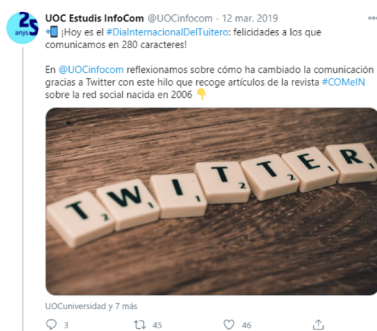 25 anys
UOC Estudis InfoCom @UOCinfocom · 12 mar. 2019
¡Hoy es el #DiaInternacionalDelTuitero: felicidades a los que
comunicamos en 280 caracteres!
En @UOCinfocom reflexionamos sobre cómo ha cambiado la comunicación
gracias a Twitter con este hilo que recoge artículos de la revista #COMeIN
sobre la red social nacida en 2006
T W I T T E R
UOCuniversidad y 7 más
3 45 46